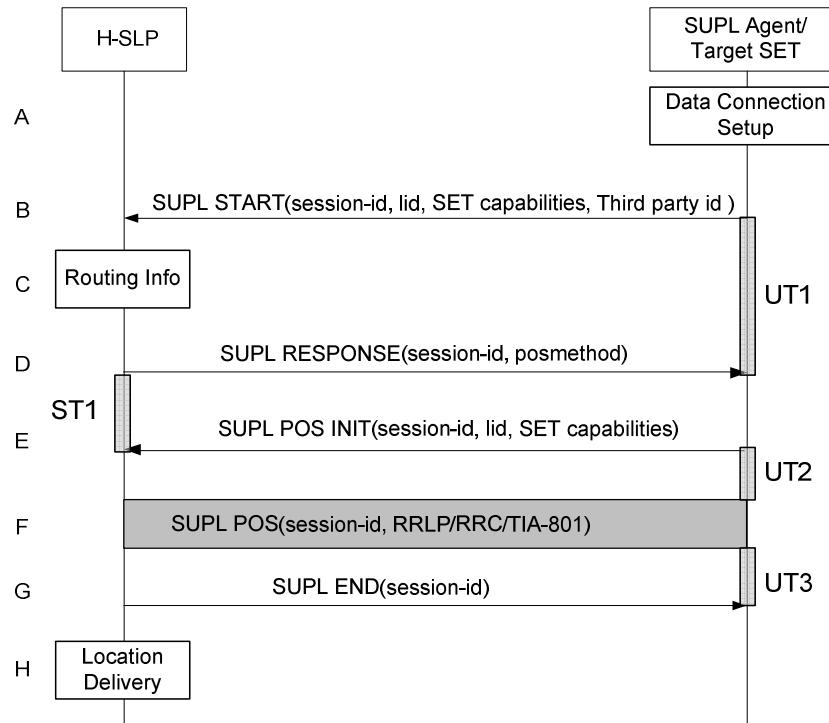 H-SLP
SUPL Agent/
Target SET
A
Data Connection
Setup
B
SUPL START(session-id, lid, SET capabilities, Third party id )
C
Routing Info
UT1
D
SUPL RESPONSE(session-id, posmethod)
ST1
E
SUPL POS INIT(session-id, lid, SET capabilities)
UT2
F
SUPL POS(session-id, RRLP/RRC/TIA-801)
G
SUPL END(session-id)
UT3
H
Location
Delivery